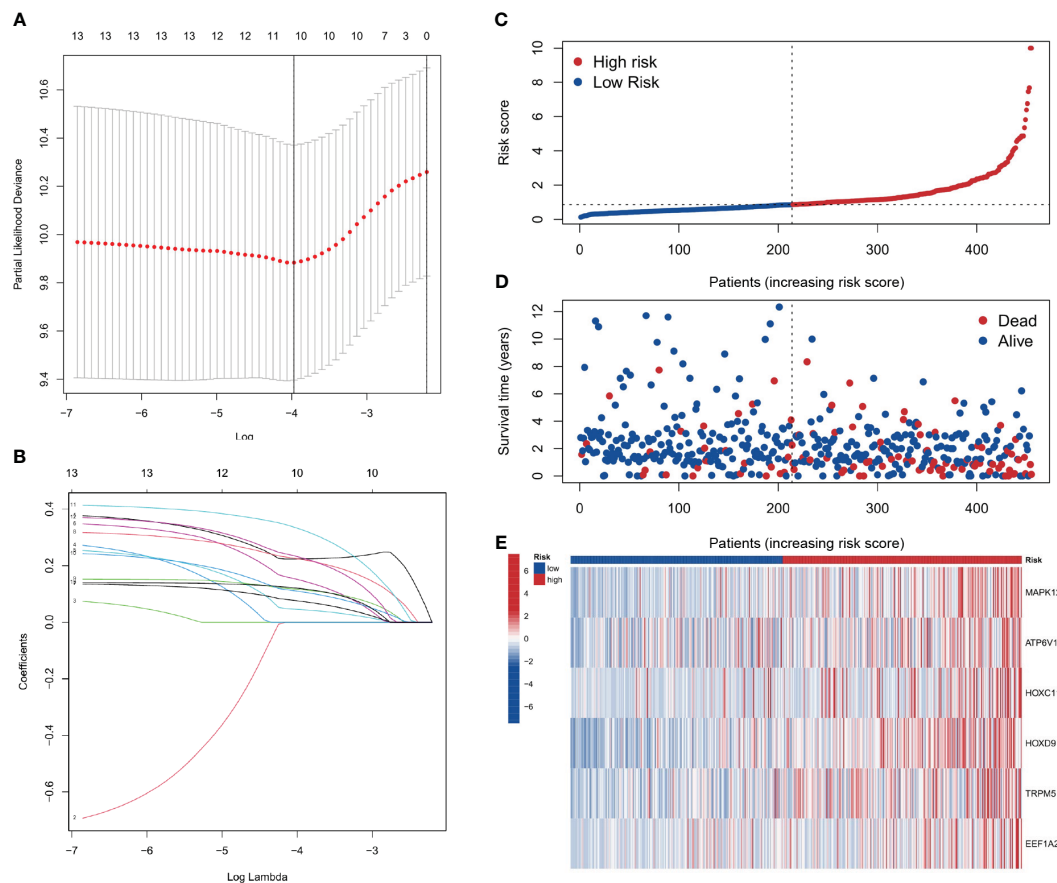 A
13 13 13 13 13 12 12 11 10 10 10 7 3 0
Partial Likelihood Deviance
10.6
10.4
10.2
10.0
9.8
9.6
9.4
−7 −6 −5 −4 −3
Log
B
13 13 12 10 10
Coefficients
0.4
0.2
0.0
−0.2
−0.4
−0.6
11
6
8
4
3
2
−7 −6 −5 −4 −3
Log Lambda
C
Risk score
10
8
6
4
2
0
High risk
Low Risk
0 100 200 300 400
Patients (increasing risk score)
D
Survival time (years)
12
10
8
6
4
2
0
Dead
Alive
0 100 200 300 400
Patients (increasing risk score)
E
6
4
2
0
−2
−4
−6
Risk
low
high
Risk
MAPK1
ATP6V1
HOXC1
HOXD9
TRPM5
EEF1A2